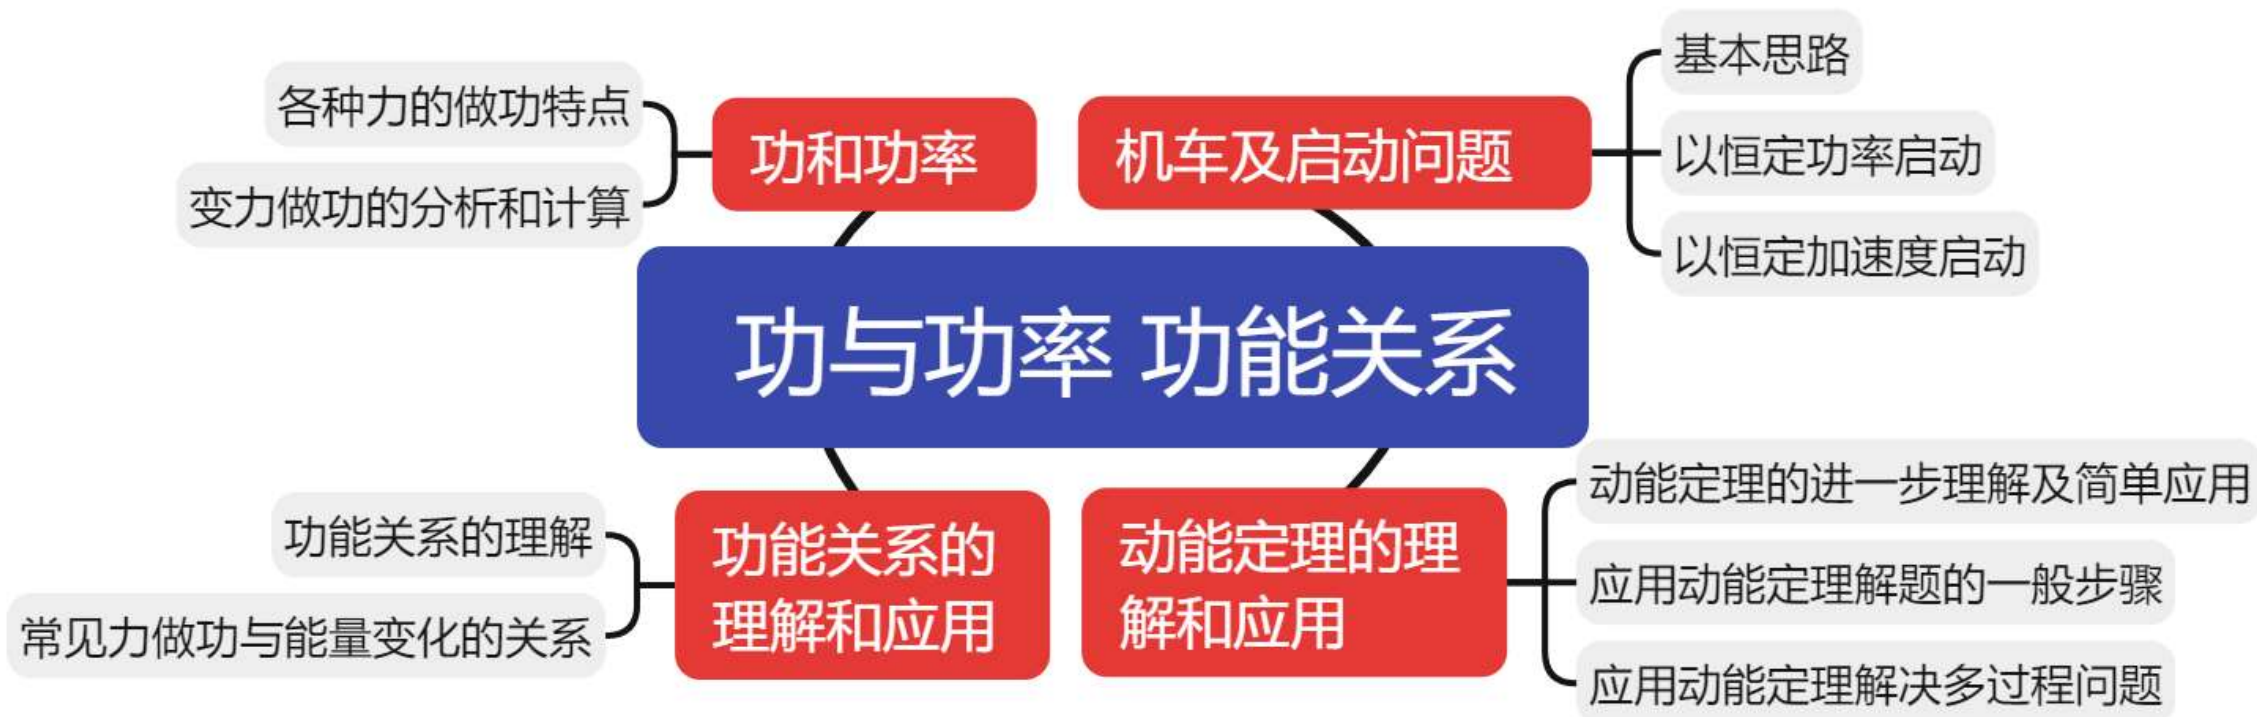 各种力的做功特点
变力做功的分析和计算
功和功率
机车及启动问题
基本思路
以恒定功率启动
以恒定加速度启动
功与功率 功能关系
功能关系的理解
常见力做功与能量变化的关系
功能关系的
理解和应用
动能定理的理
解和应用
动能定理的进一步理解及简单应用
应用动能定理解题的一般步骤
应用动能定理解决多过程问题